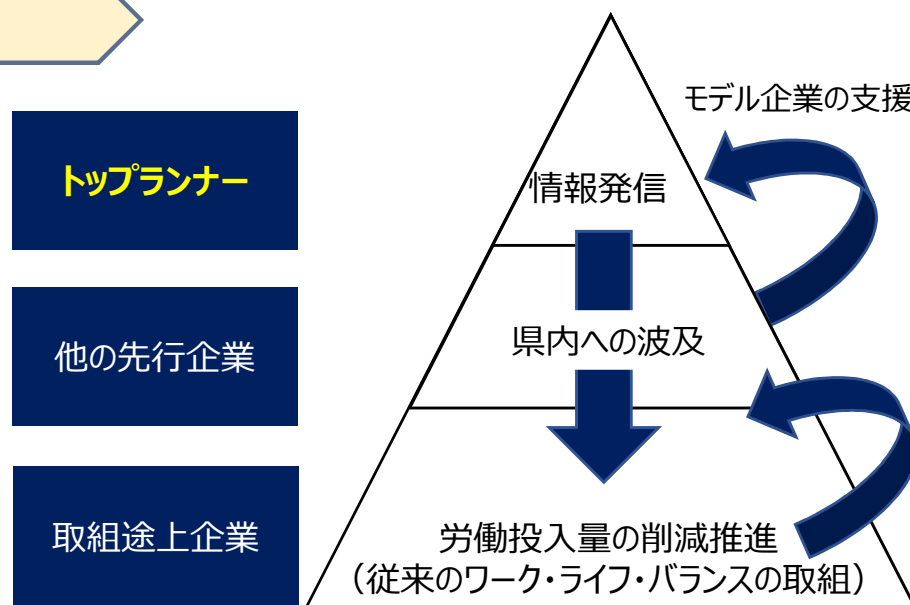 モデル企業の支援
トップランナー
情報発信
他の先行企業
県内への波及
取組途上企業
労働投入量の削減推進
（従来のワーク・ライフ・バランスの取組）